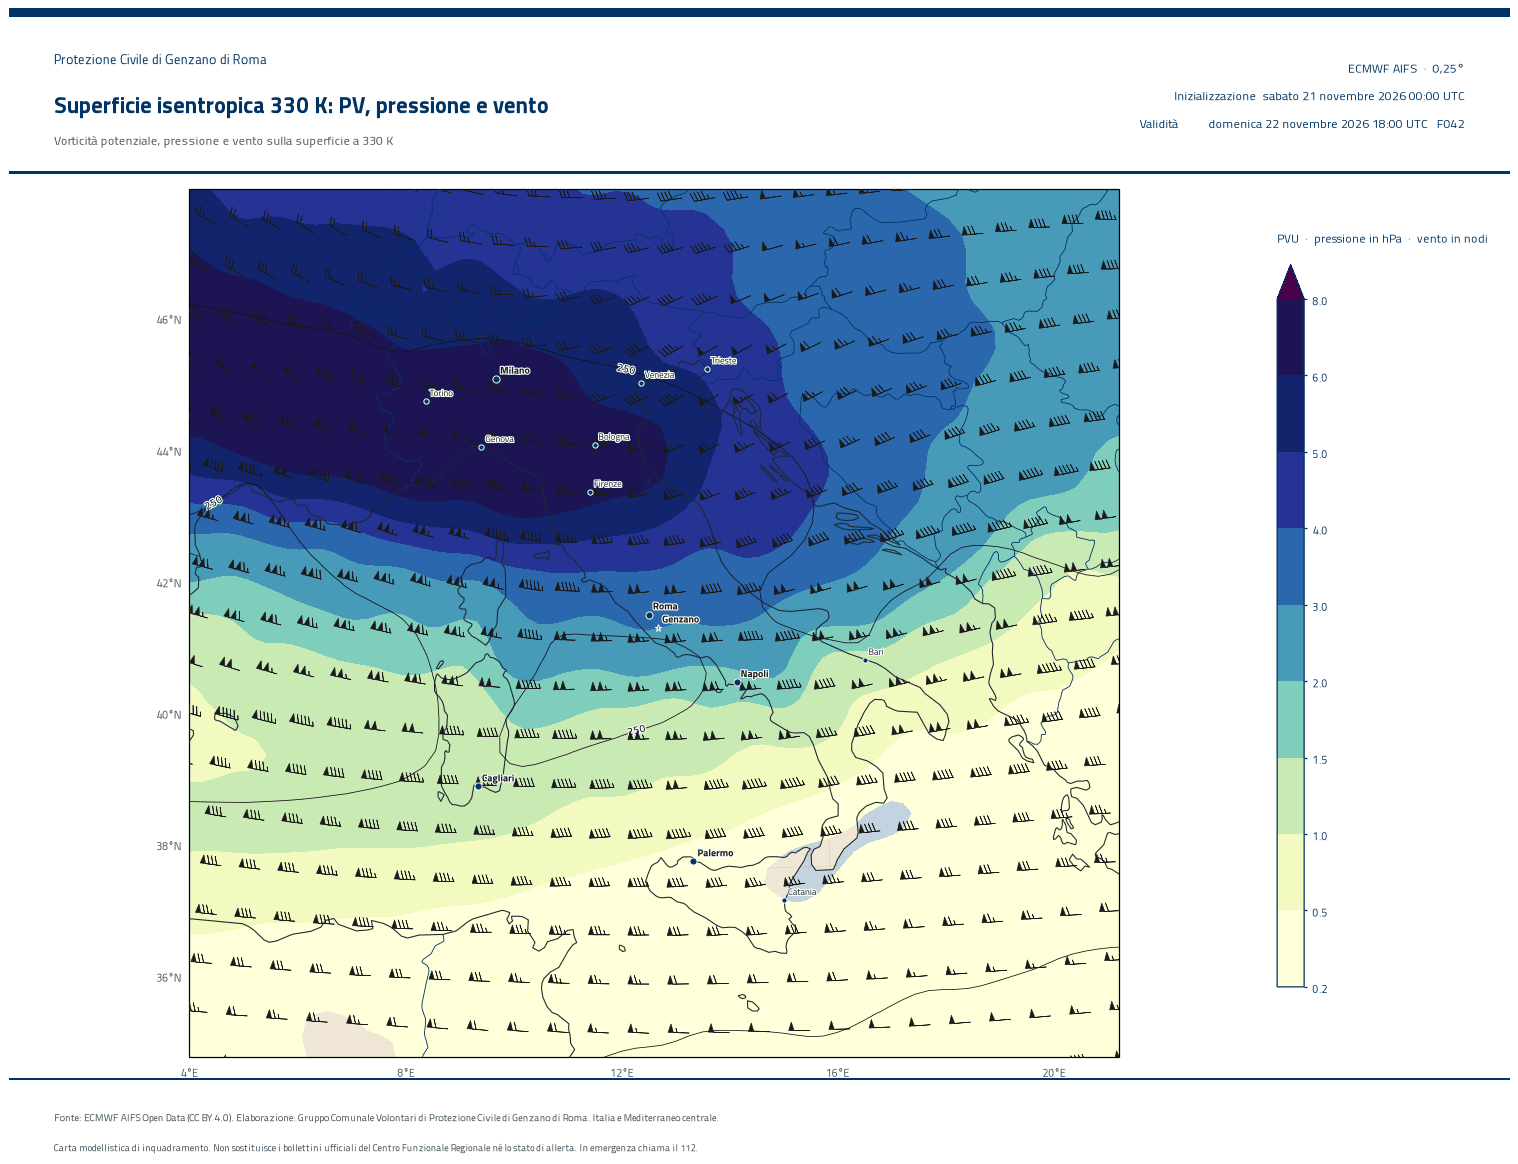 Protezione Civile di Genzano di Roma
Superficie isentropica 330 K: PV, pressione e vento
Vorticità potenziale, pressione e vento sulla superficie a 330 K
ECMWF AIFS · 0,25°
Inizializzazione sabato 21 novembre 2026 00:00 UTC
Validità domenica 22 novembre 2026 18:00 UTC F042
PVU · pressione in hPa · vento in nodi
8.0
6.0
5.0
4.0
3.0
2.0
1.5
1.0
0.5
0.2
46°N
44°N
42°N
40°N
38°N
36°N
4°E
8°E
12°E
16°E
20°E
Trieste
250
Venezia
Milano
Torino
Genova
Bologna
Firenze
250
Roma
Genzano
Bari
Napoli
250
Cagliari
Palermo
Catania
Fonte: ECMWF AIFS Open Data (CC BY 4.0). Elaborazione: Gruppo Comunale Volontari di Protezione Civile di Genzano di Roma. Italia e Mediterraneo centrale.
Carta modellistica di inquadramento. Non sostituisce i bollettini ufficiali del Centro Funzionale Regionale né lo stato di allerta. In emergenza chiama il 112.